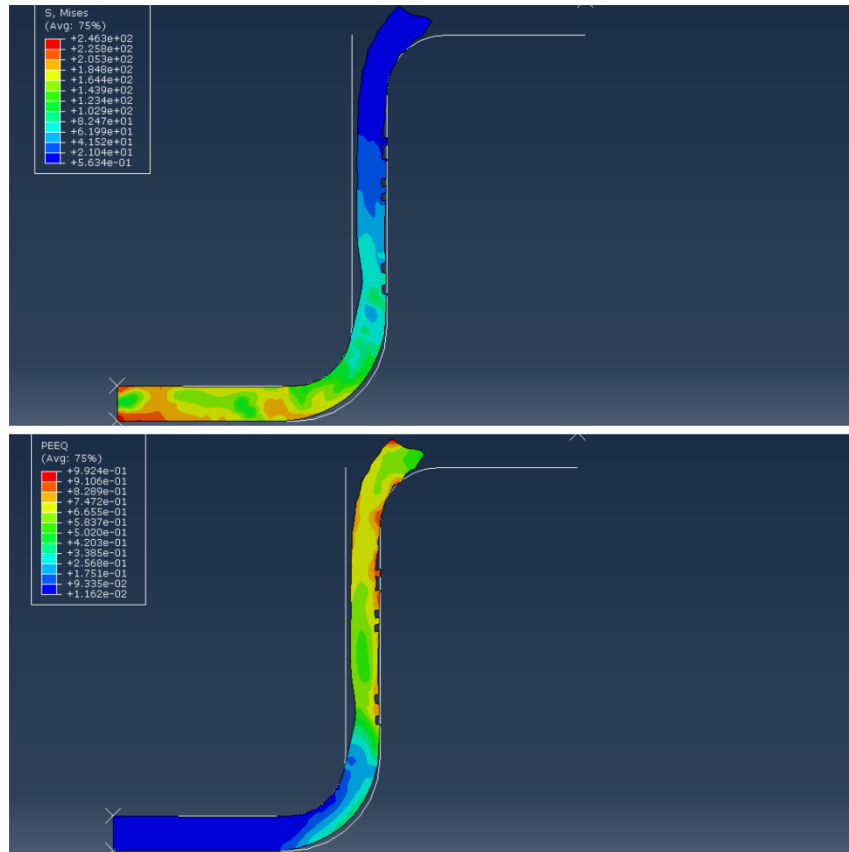 S, Mises
(Avg: 75%)
+2.463e+02
+2.258e+02
+2.053e+02
+1.848e+02
+1.644e+02
+1.439e+02
+1.234e+02
+1.029e+02
+8.247e+01
+6.199e+01
+4.152e+01
+2.104e+01
+5.634e-01
PEEQ
(Avg: 75%)
+9.924e-01
+9.106e-01
+8.289e-01
+7.472e-01
+6.655e-01
+5.837e-01
+5.020e-01
+4.203e-01
+3.385e-01
+2.568e-01
+1.751e-01
+9.335e-02
+1.162e-02